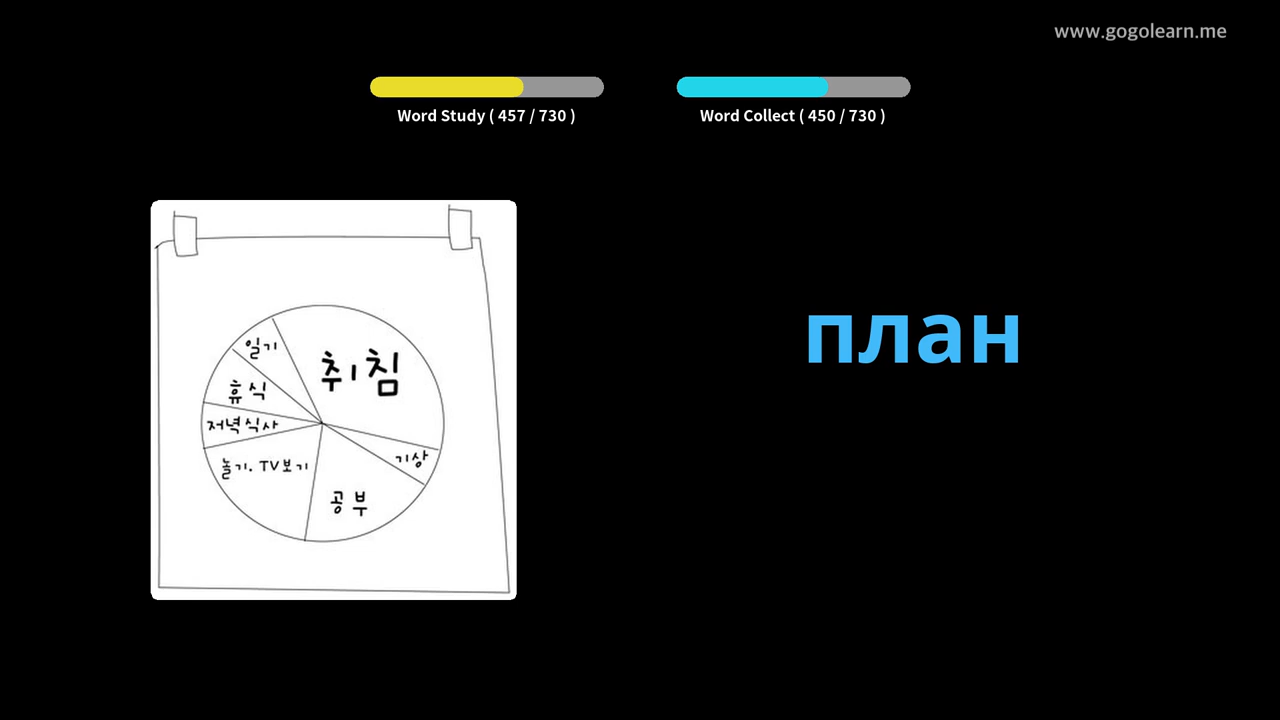 www.gogolearn.me
Word Study ( 457 / 730 )
Word Collect ( 450 / 730 )
план
일기
취침
휴식
저녁식사
기상
놀기. TV보기
공부